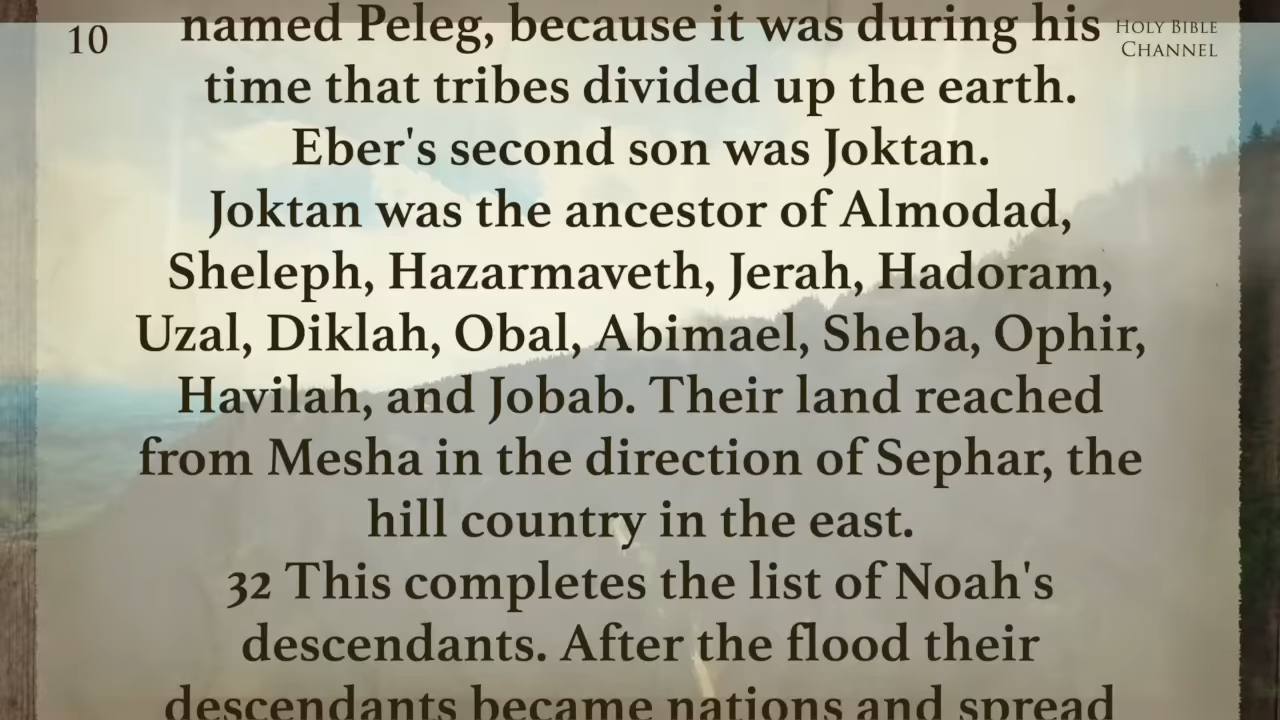 10
HOLY BIBLE
CHANNEL
named Peleg, because it was during his
time that tribes divided up the earth.
Eber's second son was Joktan.
Joktan was the ancestor of Almodad,
Sheleph, Hazarmaveth, Jerah, Hadoram,
Uzal, Diklah, Obal, Abimael, Sheba, Ophir,
Havilah, and Jobab. Their land reached
from Mesha in the direction of Sephar, the
hill country in the east.
32 This completes the list of Noah's
descendants. After the flood their
descendants became nations and spread